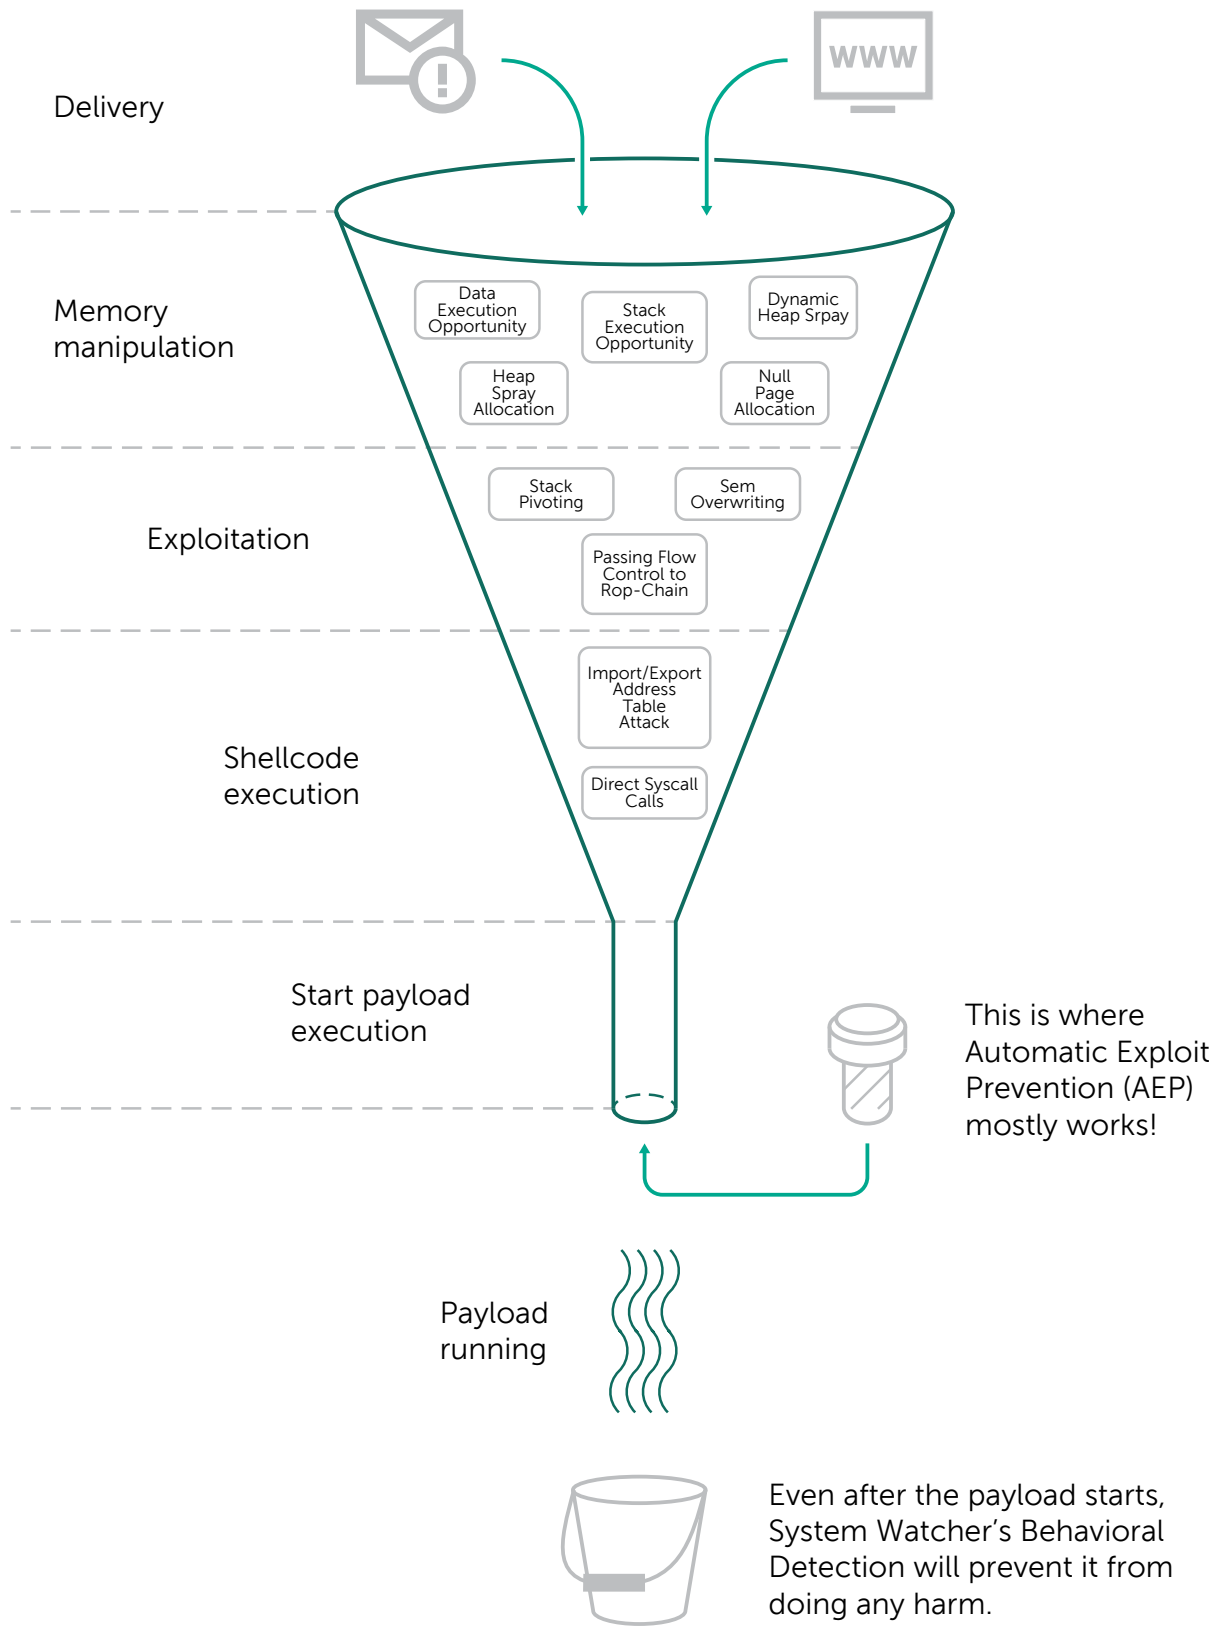 WWW
Delivery
Memory
manipulation
Data
Execution
Opportunity
Stack
Execution
Opportunity
Dynamic
Heap Srpay
Heap
Spray
Allocation
Null
Page
Allocation
Exploitation
Stack
Pivoting
Sem
Overwriting
Passing Flow
Control to
Rop-Chain
Shellcode
execution
Import/Export
Address
Table
Attack
Direct Syscall
Calls
Start payload
execution
This is where
Automatic Exploit
Prevention (AEP)
mostly works!
Payload
running
Even after the payload starts,
System Watcher’s Behavioral
Detection will prevent it from
doing any harm.